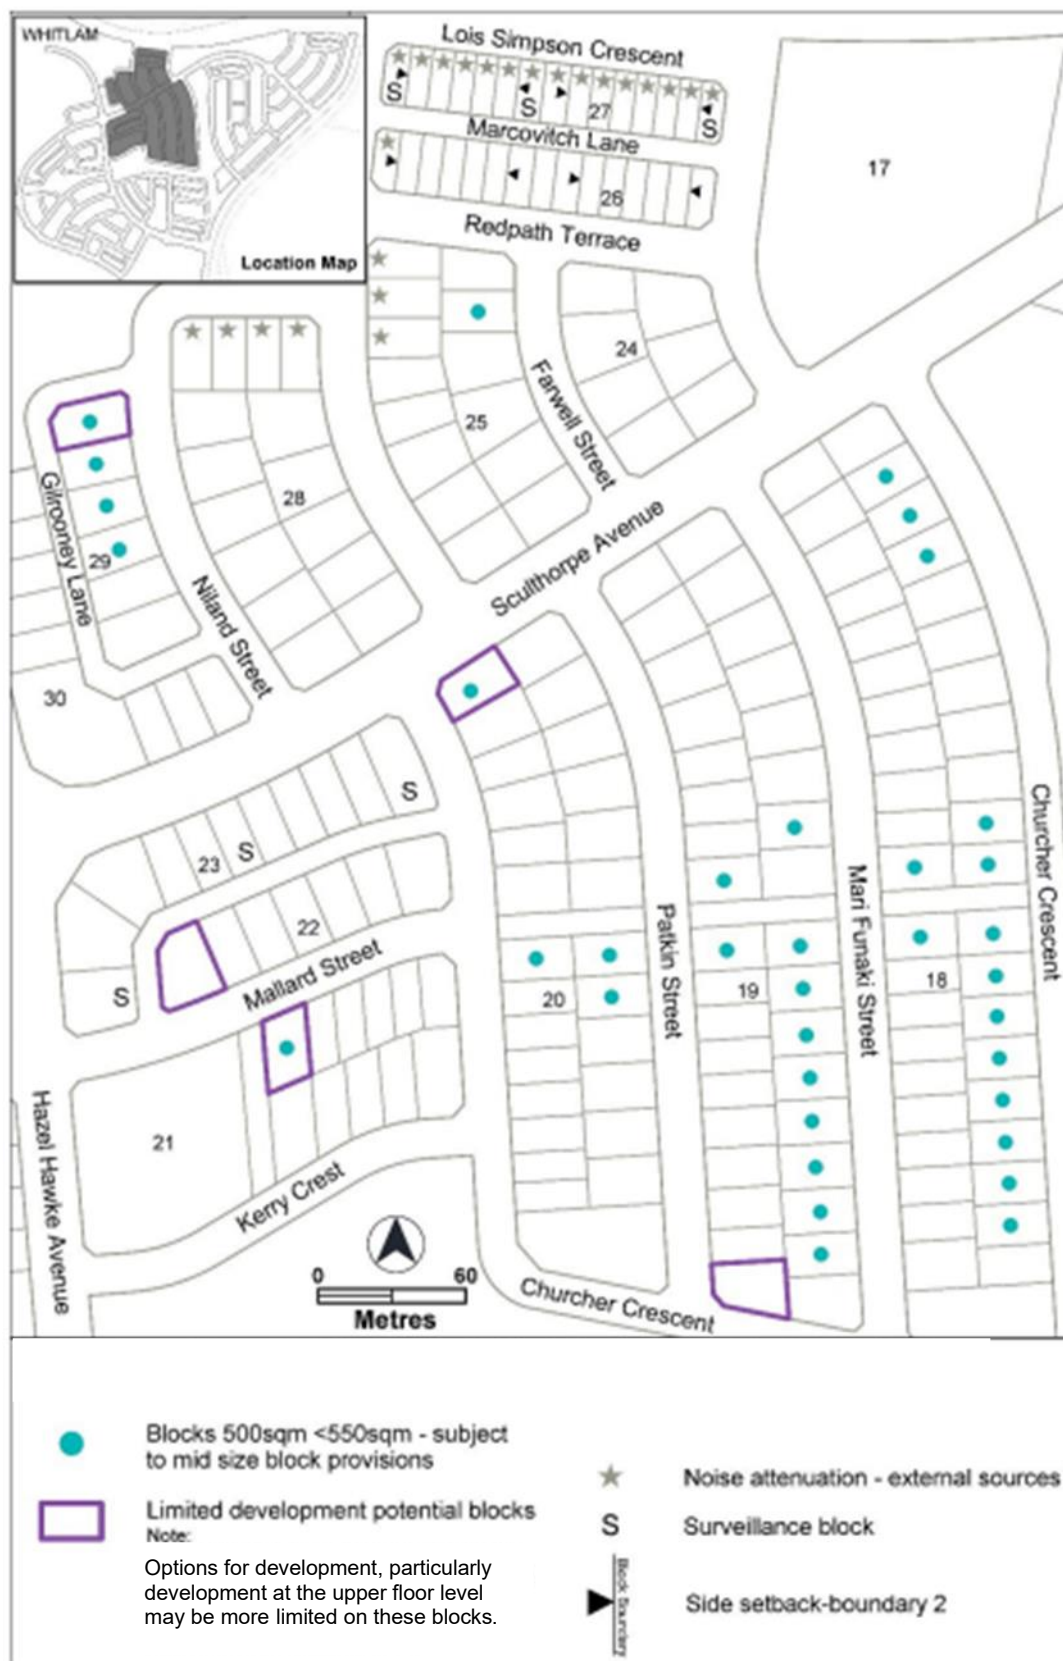 WHITLAM
Location Map
Lois Simpson Crescent
S
S
27
S
Marcovitch Lane
26
Redpath Terrace
17
24
Farwell Street
25
28
Gilrooney Lane
29
Niland Street
Sculthorpe Avenue
30
S
23
S
22
S
Mallard Street
20
Patkin Street
19
Mari Funaki Street
18
Churcher Crescent
21
Hazel Hawke Avenue
Kerry Crest
0 60
Metres
Churcher Crescent
Blocks 500sqm <550sqm - subject
to mid size block provisions
Limited development potential blocks
Note:
Options for development, particularly
development at the upper floor level
may be more limited on these blocks.
Noise attenuation - external sources
S Surveillance block
Block Boundary
Side setback-boundary 2